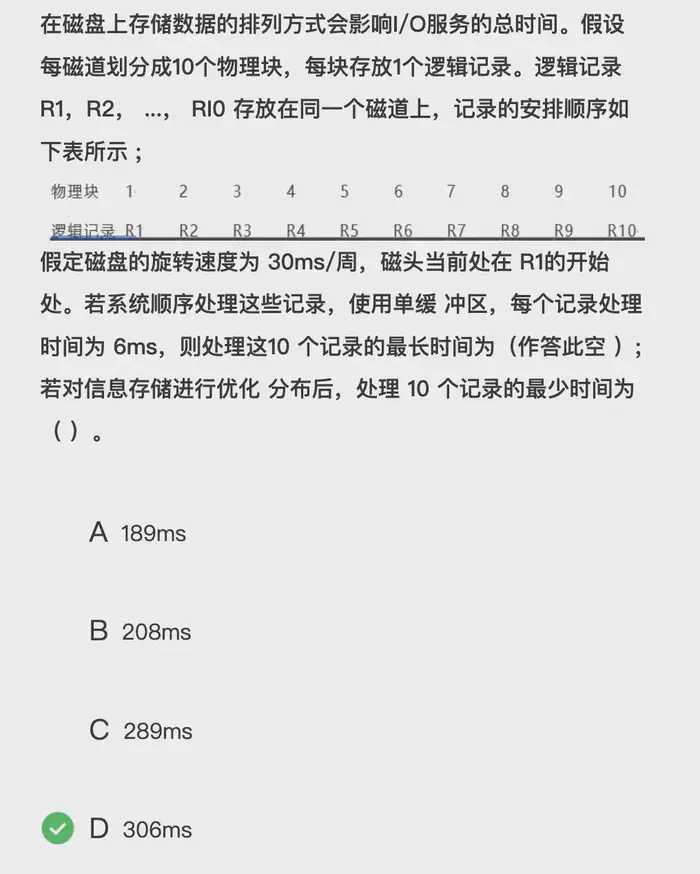 在磁盘上存储数据的排列方式会影响I/O服务的总时间。假设
每磁道划分成10个物理块，每块存放1个逻辑记录。逻辑记录
R1，R2， ...， RI0 存放在同一个磁道上，记录的安排顺序如
下表所示；
物理块 1 2 3 4 5 6 7 8 9 10
逻辑记录 R1 R2 R3 R4 R5 R6 R7 R8 R9 R10
假定磁盘的旋转速度为 30ms/周，磁头当前处在 R1的开始
处。若系统顺序处理这些记录，使用单缓 冲区，每个记录处理
时间为 6ms，则处理这10 个记录的最长时间为（作答此空 ）；
若对信息存储进行优化 分布后，处理 10 个记录的最少时间为
（ ）。
A 189ms
B 208ms
C 289ms
D 306ms